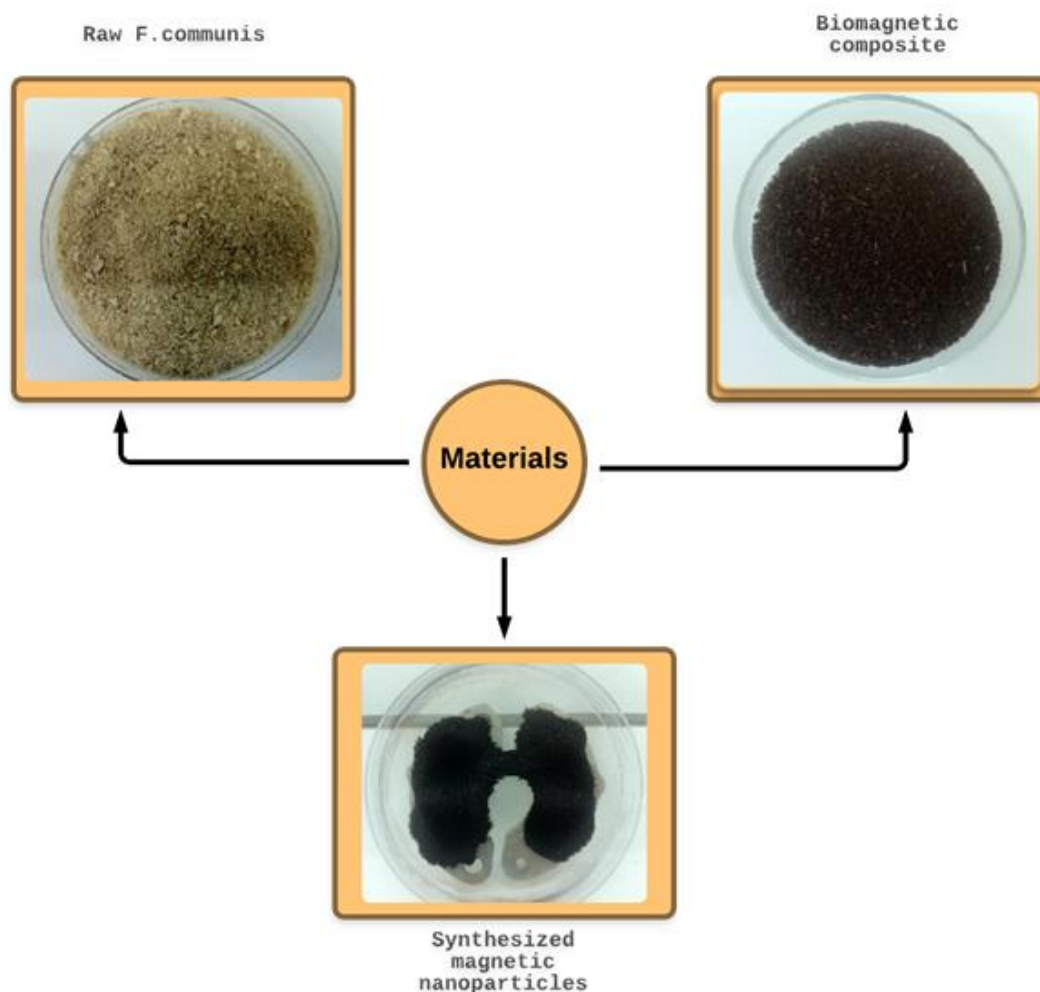 Raw F.communis
Biomagnetic
composite
Materials
Synthesized
magnetic
nanoparticles